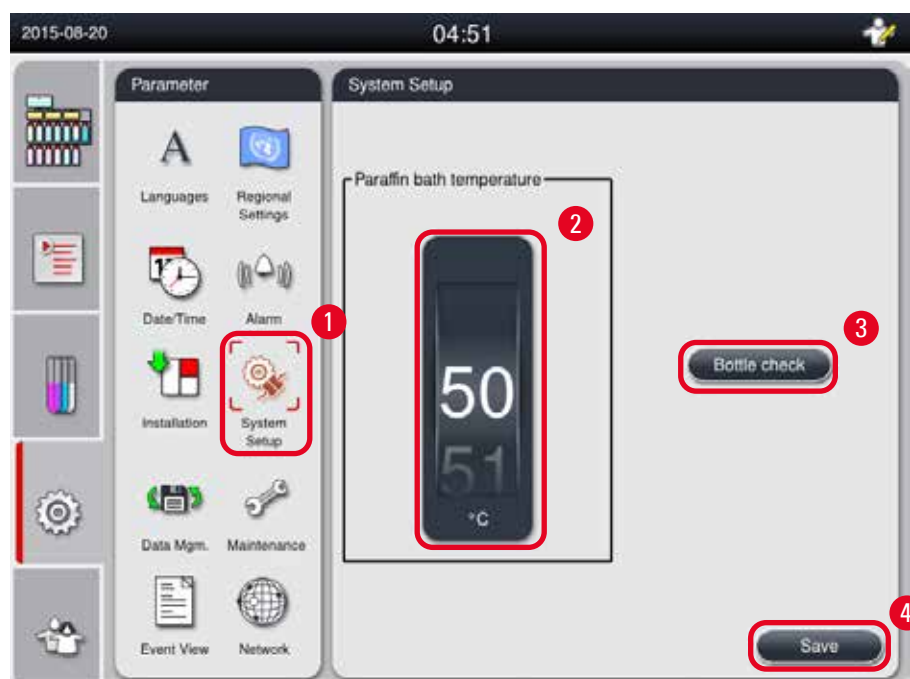 2015-08-20
04:51
Parameter
Languages
Regional
Settings
Date/Time
Alarm
Installation
System
Setup
Data Mgm.
Maintenance
Event View
Network
System Setup
Paraffin bath temperature
50
51
°C
Bottle check
Save
1
2
3
4